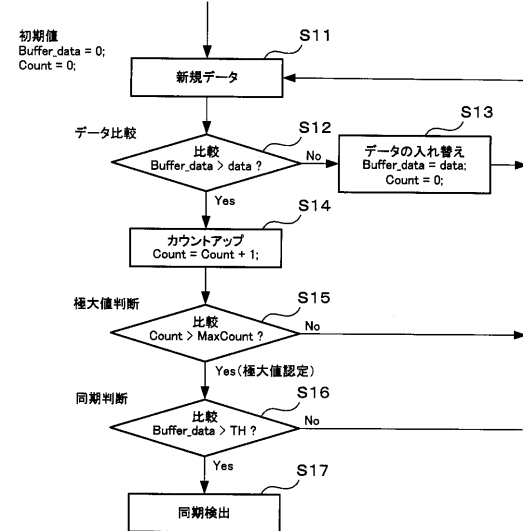 初期値
Buffer_data = 0;
Count = 0;
S11
新規データ
データ比較
S12
比較
Buffer_data > data ?
No
S13
データの入れ替え
Buffer_data = data;
Count = 0;
Yes
S14
カウントアップ
Count = Count + 1;
極大値判断
S15
比較
Count > MaxCount ?
No
Yes(極大値認定)
同期判断
S16
比較
Buffer_data > TH ?
No
Yes
S17
同期検出